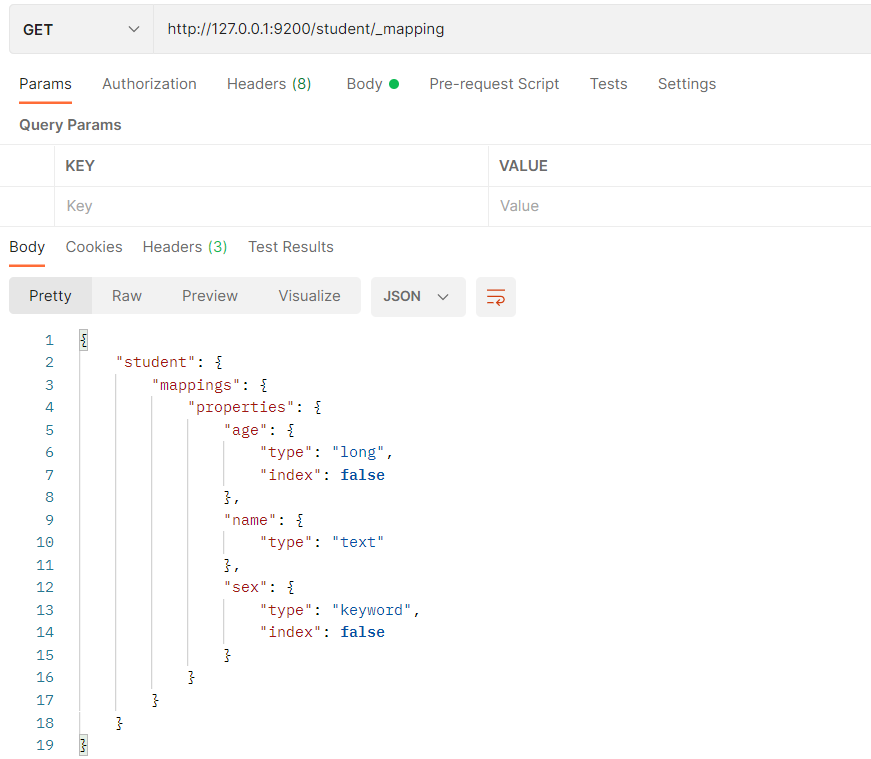 GET http://127.0.0.1:9200/student/_mapping
Params Authorization Headers (8) Body Pre-request Script Tests Settings
Query Params
KEY VALUE
Key Value
Body Cookies Headers (3) Test Results
Pretty Raw Preview Visualize JSON
1 {
2 "student": {
3 "mappings": {
4 "properties": {
5 "age": {
6 "type": "long",
7 "index": false
8 },
9 "name": {
10 "type": "text"
11 },
12 "sex": {
13 "type": "keyword",
14 "index": false
15 }
16 }
17 }
18 }
19 }